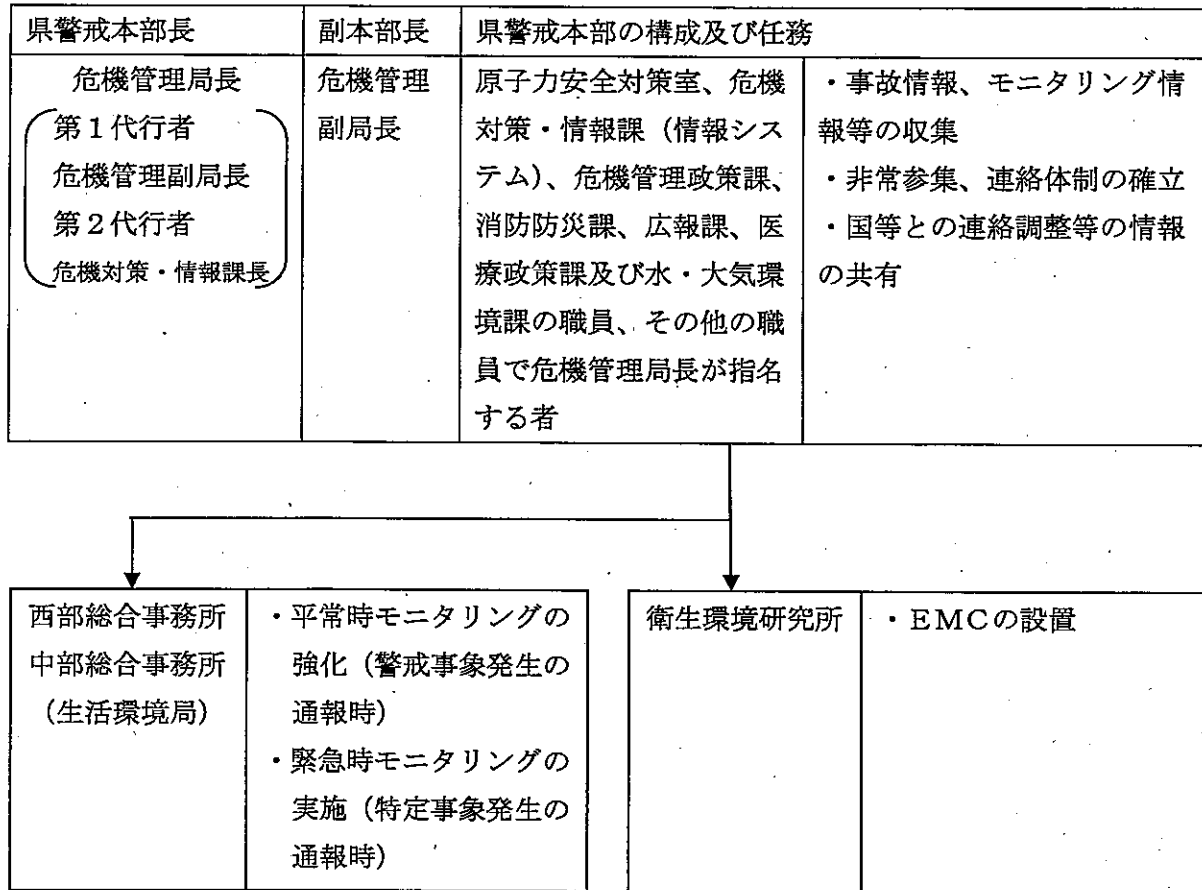 県警戒本部長
副本部長
県警戒本部の構成及び任務
危機管理局長
第1代行者
危機管理副局長
第2代行者
危機対策・情報課長
危機管理
副局長
原子力安全対策室、危機
対策・情報課(情報シス
テム)、危機管理政策課、
消防防災課、広報課、医
療政策課及び水・大気環
境課の職員、その他の職
員で危機管理局長が指名
する者
・事故情報、モニタリング情
報等の収集
・非常参集、連絡体制の確立
・国等との連絡調整等の情報
の共有
西部総合事務所
中部総合事務所
(生活環境局)
・平常時モニタリングの
強化(警戒事象発生の
通報時)
・緊急時モニタリングの
実施(特定事象発生の
通報時)
衛生環境研究所
・EMCの設置